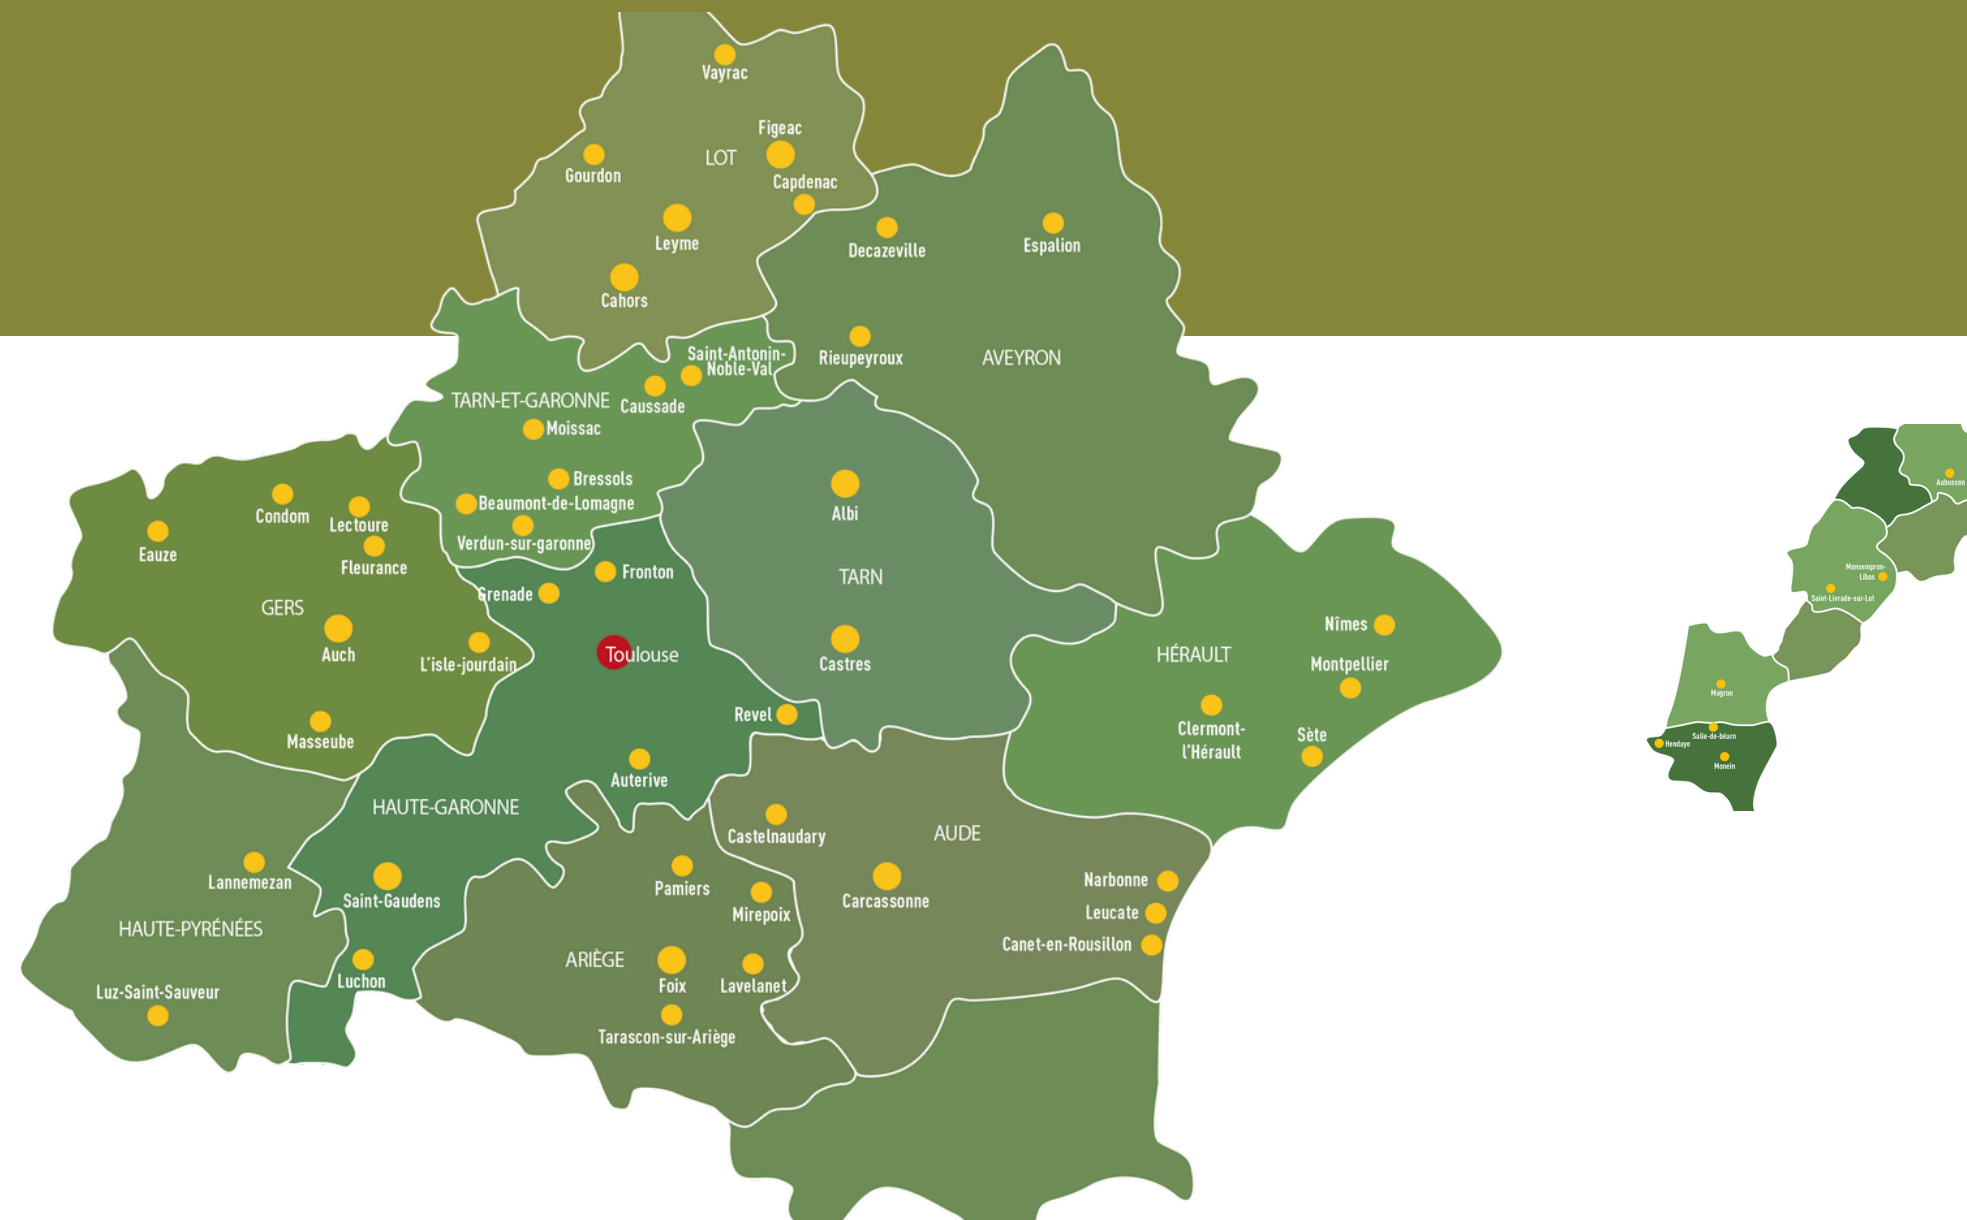 Vayrac
Figeac
LOT
Gourdon
Capdenac
Leyme
Decazeville
Espalion
Cahors
Saint-Antonin-
Noble-Val
Rieupeyroux
AVEYRON
TARN-ET-GARONNE
Caussade
Moissac
Bressols
Beaumont-de-Lomagne
Verdun-sur-garonne
Condom
Lectoure
Eauze
Fleurance
GERS
Auch
L'isle-jourdain
Masseube
Albi
TARN
Castres
Fronton
Grenade
Toulouse
Revel
Auterive
HAUTE-GARONNE
Saint-Gaudens
Luchon
Nîmes
HÉRAULT
Montpellier
Clermont-
l'Hérault
Sète
Castelnaudary
AUDE
Carcassonne
Narbonne
Leucate
Canet-en-Rousillon
Pamiers
Mirepoix
ARIÈGE
Foix
Lavelanet
Tarascon-sur-Ariège
Lannemezan
HAUTE-PYRÉNÉES
Luz-Saint-Sauveur
Aubusson
Monsempron-
Libos
Saint-Livrade-sur-Lot
Mugron
Salie-de-béarn
Hendaye
Monein